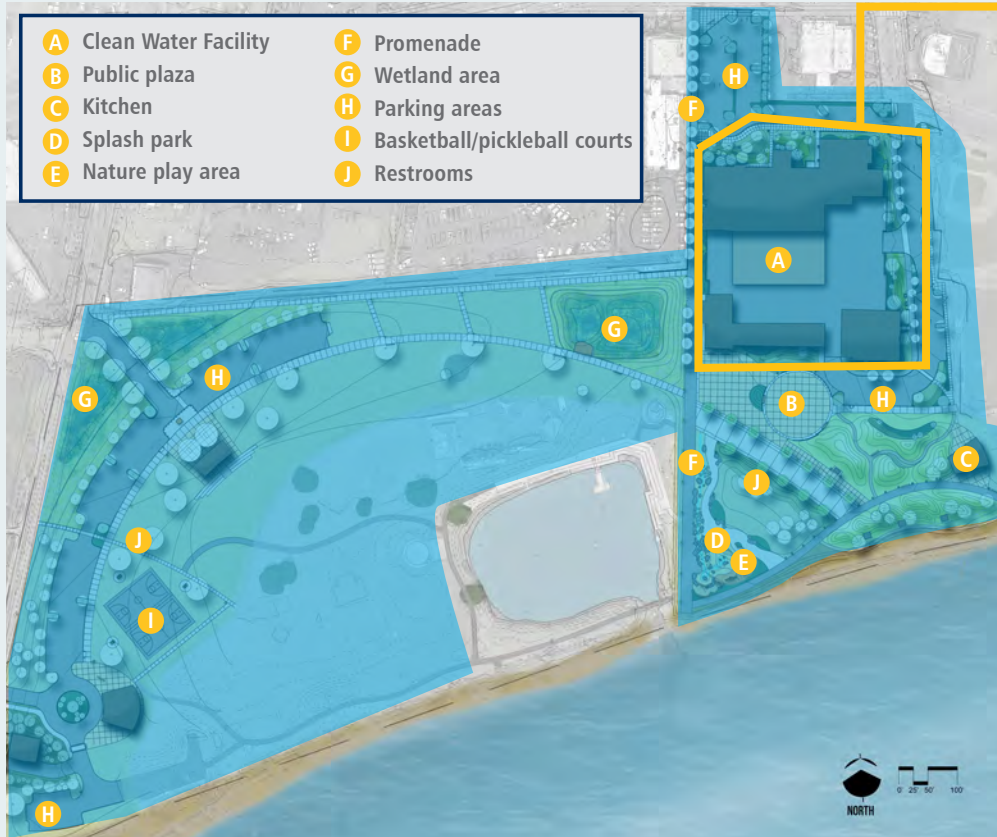 A Clean Water Facility
B Public plaza
C Kitchen
D Splash park
E Nature play area
F Promenade
G Wetland area
H Parking areas
I Basketball/pickleball courts
J Restrooms
H
F
A
G
H
G
B
H
F
J
C
J
D
E
I
H
NORTH
0' 25' 50' 100'